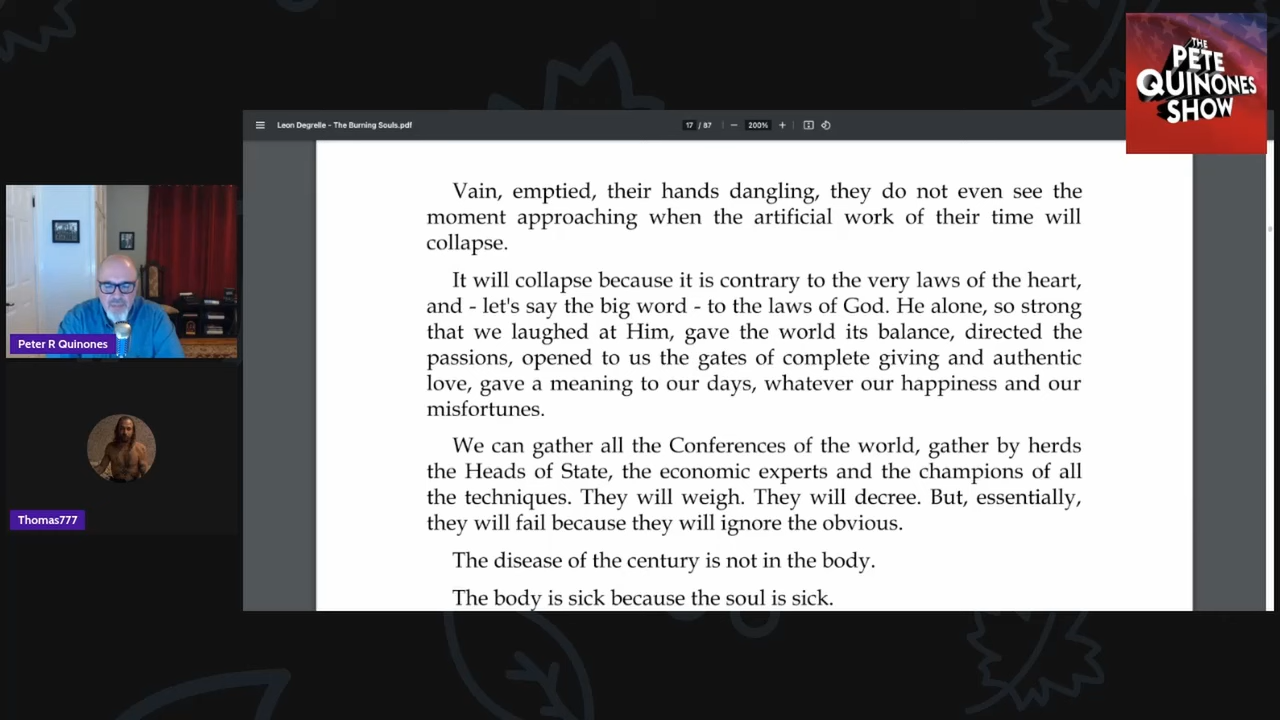 THE
PETE
QUINONES
SHOW
Leon Degrelle - The Burning Souls.pdf
17 / 87
200%
Vain, emptied, their hands dangling, they do not even see the
moment approaching when the artificial work of their time will
collapse.
It will collapse because it is contrary to the very laws of the heart,
and - let's say the big word - to the laws of God. He alone, so strong
that we laughed at Him, gave the world its balance, directed the
passions, opened to us the gates of complete giving and authentic
love, gave a meaning to our days, whatever our happiness and our
misfortunes.
We can gather all the Conferences of the world, gather by herds
the Heads of State, the economic experts and the champions of all
the techniques. They will weigh. They will decree. But, essentially,
they will fail because they will ignore the obvious.
The disease of the century is not in the body.
The body is sick because the soul is sick.
Peter R Quinones
Thomas777